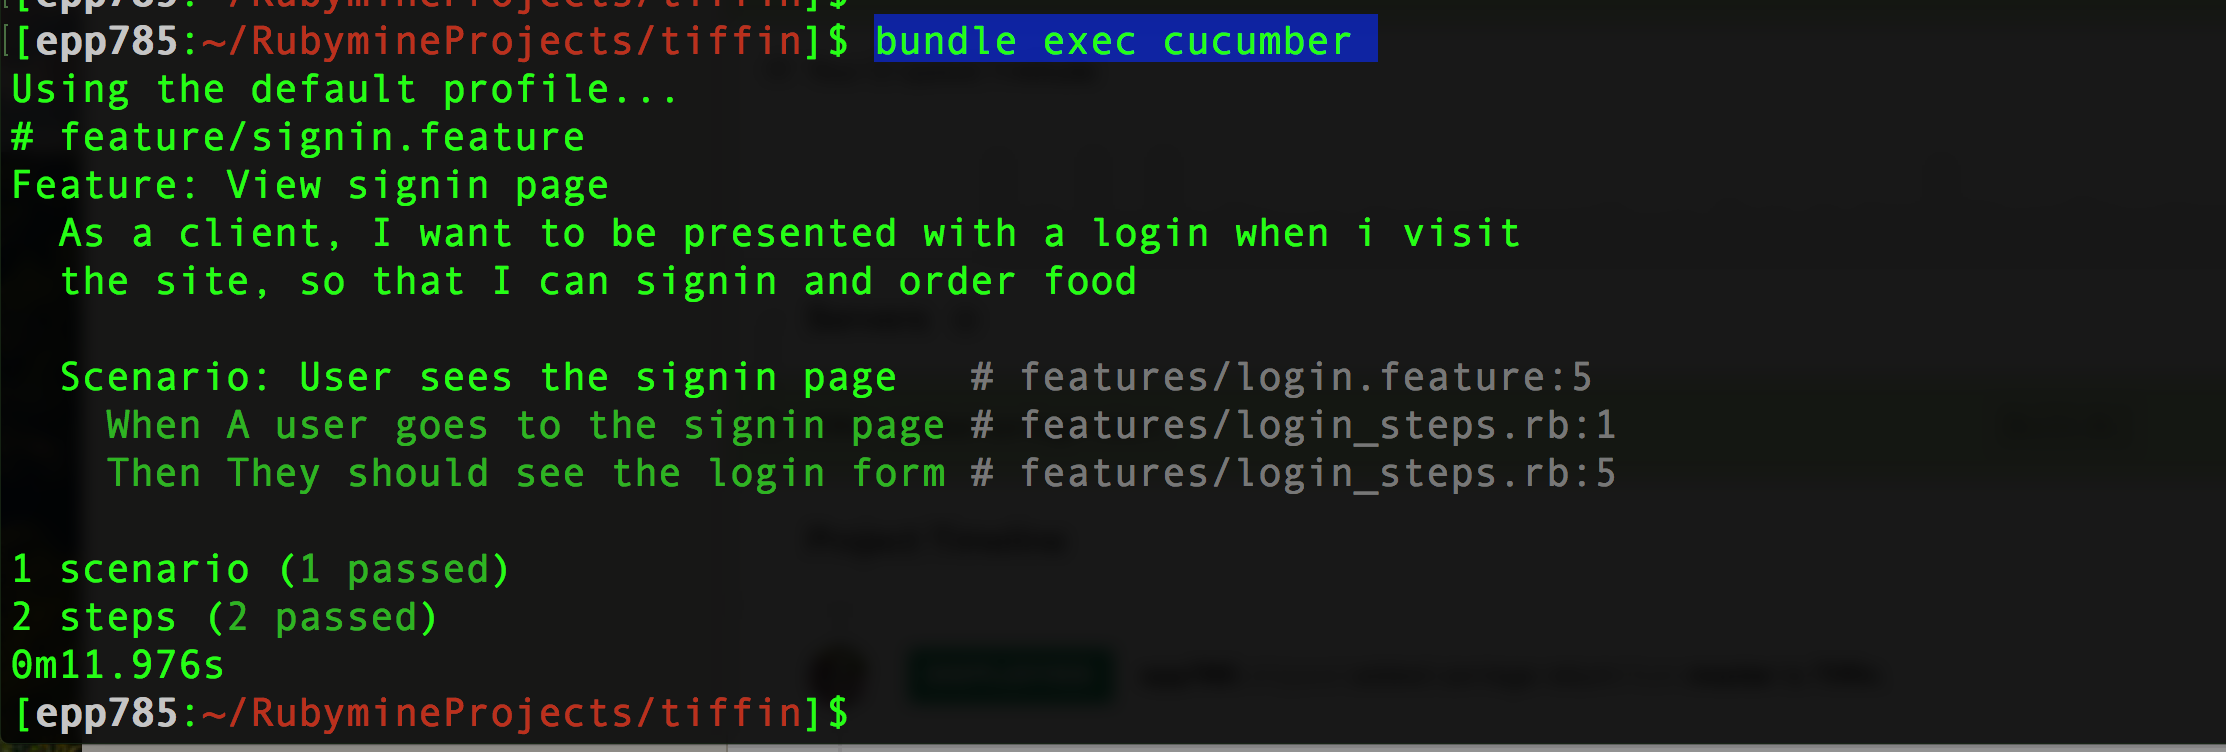 [epp785:~/RubymineProjects/tiffin]$
[epp785:~/RubymineProjects/tiffin]$ bundle exec cucumber
Using the default profile...
# feature/signin.feature
Feature: View signin page
  As a client, I want to be presented with a login when i visit
  the site, so that I can signin and order food

  Scenario: User sees the signin page   # features/login.feature:5
    When A user goes to the signin page # features/login_steps.rb:1
    Then They should see the login form # features/login_steps.rb:5

1 scenario (1 passed)
2 steps (2 passed)
0m11.976s
[epp785:~/RubymineProjects/tiffin]$